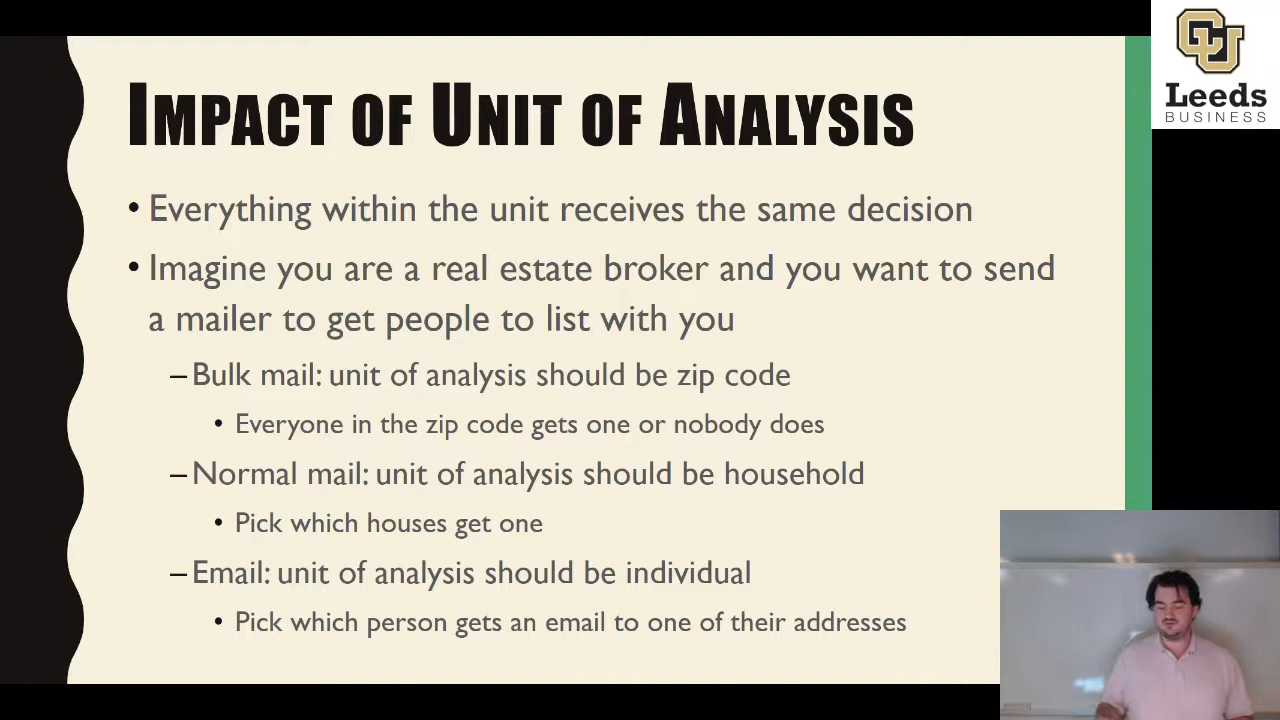 IMPACT OF UNIT OF ANALYSIS
CU
Leeds
BUSINESS
• Everything within the unit receives the same decision
• Imagine you are a real estate broker and you want to send
a mailer to get people to list with you
– Bulk mail: unit of analysis should be zip code
• Everyone in the zip code gets one or nobody does
– Normal mail: unit of analysis should be household
• Pick which houses get one
– Email: unit of analysis should be individual
• Pick which person gets an email to one of their addresses